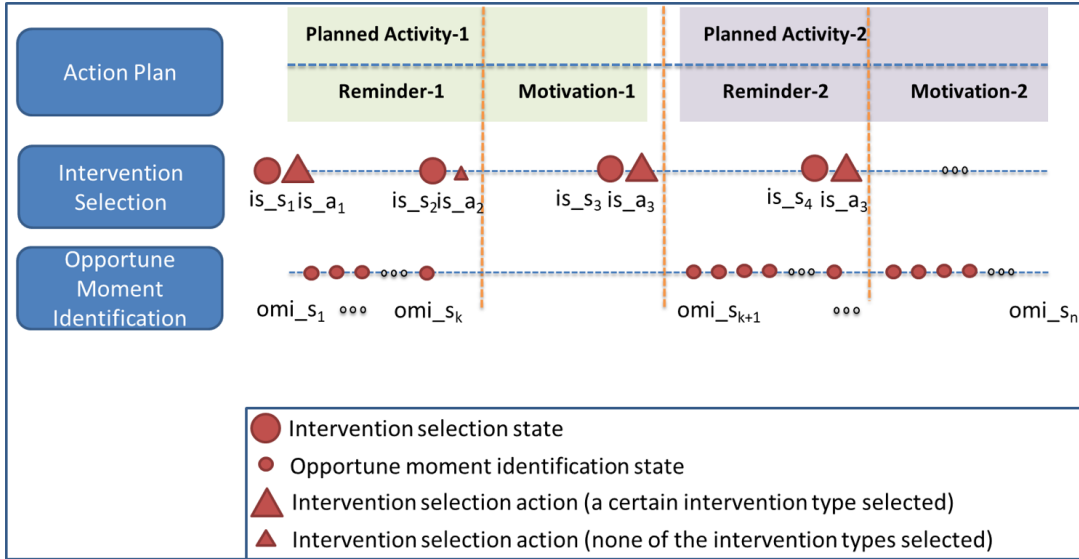 Planned Activity-1
Planned Activity-2
Action Plan
Reminder-1
Motivation-1
Reminder-2
Motivation-2
Intervention
Selection
is_s₁ is_a₁
is_s₂ is_a₂
is_s₃ is_a₃
is_s₄ is_a₃
Opportune
Moment
Identification
omi_s₁
omi_sₖ
omi_sₖ₊₁
omi_sₙ
Intervention selection state
Opportune moment identification state
Intervention selection action (a certain intervention type selected)
Intervention selection action (none of the intervention types selected)